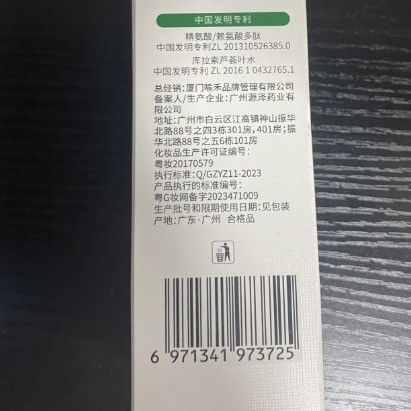 中国发明专利
精氨酸/赖氨酸多肽
中国发明专利ZL 201310526385.0
库拉索芦荟叶水
中国发明专利 ZL 2016 1 0432765.1
总经销：厦门喻禾品牌管理有限公司
备案人/生产企业：广州源泽药业有
限公司
地址：广州市白云区江高镇神山振华
北路88号之四3栋301房，401房；振
华北路88号之五6栋101房
化妆品生产许可证编号：
粤妆20170579
执行标准：Q/GZYZ11-2023
产品执行的标准编号：
粤G妆网备字2023471009
生产批号和限期使用日期：见包装
产地：广东·广州 合格品
6 971341 973725